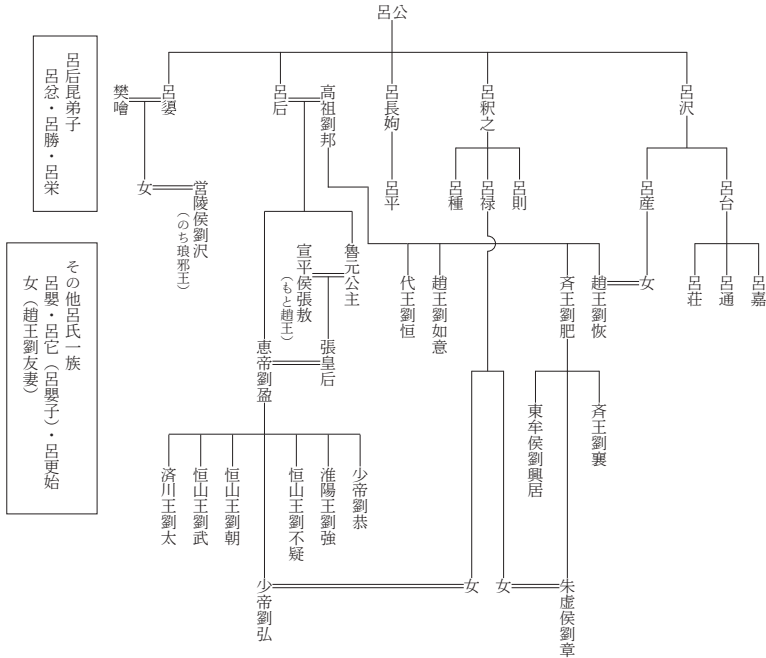 呂公
呂沢
呂釈之
呂長姁
高祖劉邦
呂后
呂嬃
樊噲
呂台
呂産
呂則
呂禄
呂種
呂平
営陵侯劉沢
（のち琅邪王）
女
呂嘉
呂通
呂荘
女
趙王劉恢
斉王劉肥
趙王劉如意
代王劉恒
魯元公主
宣平侯張敖
（もと趙王）
張皇后
恵帝劉盈
斉王劉襄
東牟侯劉興居
少帝劉恭
淮陽王劉強
恒山王劉不疑
恒山王劉朝
恒山王劉武
済川王劉太
朱虚侯劉章
女
女
少帝劉弘
呂后昆弟子
呂忿・呂勝・呂栄
その他呂氏一族
呂嬰・呂它（呂嬰子）・呂更始
女（趙王劉友妻）